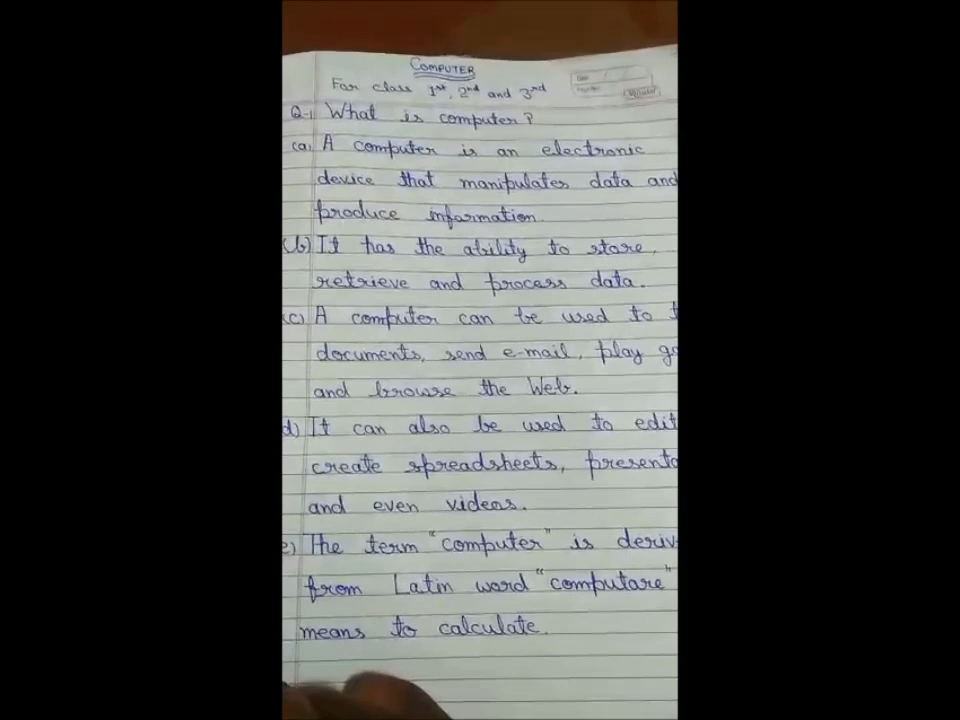 COMPUTER
For class 1st, 2nd and 3rd
Q-1 What is computer?
(a) A computer is an electronic
device that manipulates data and
produce information.
(b) It has the ability to store,
retrieve and process data.
(c) A computer can be used to
documents, send e-mail, play
and browse the Web.
d) It can also be used to edit
create spreadsheets,
and even videos.
e) The term "computer" is
from Latin word "computare"
means to calculate.